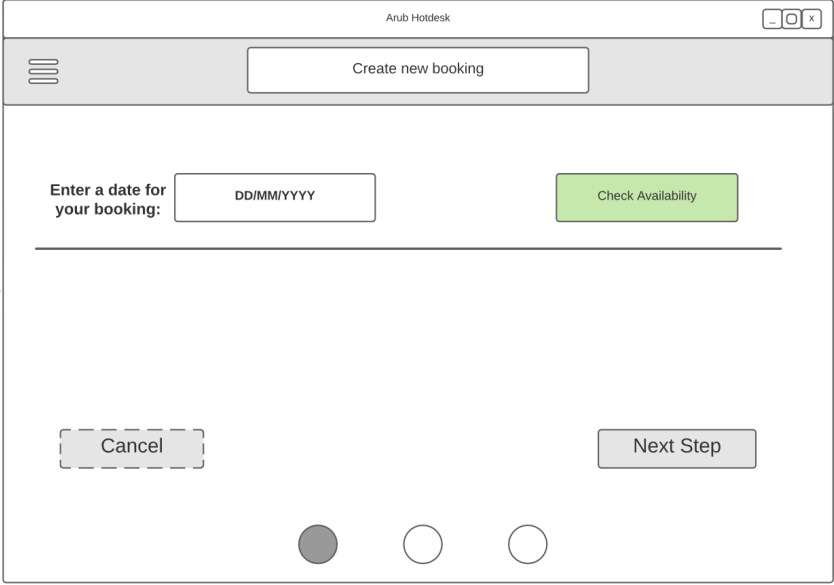 Arub Hotdesk
_ x
Create new booking
Enter a date for
your booking:
DD/MM/YYYY
Check Availability
Cancel
Next Step